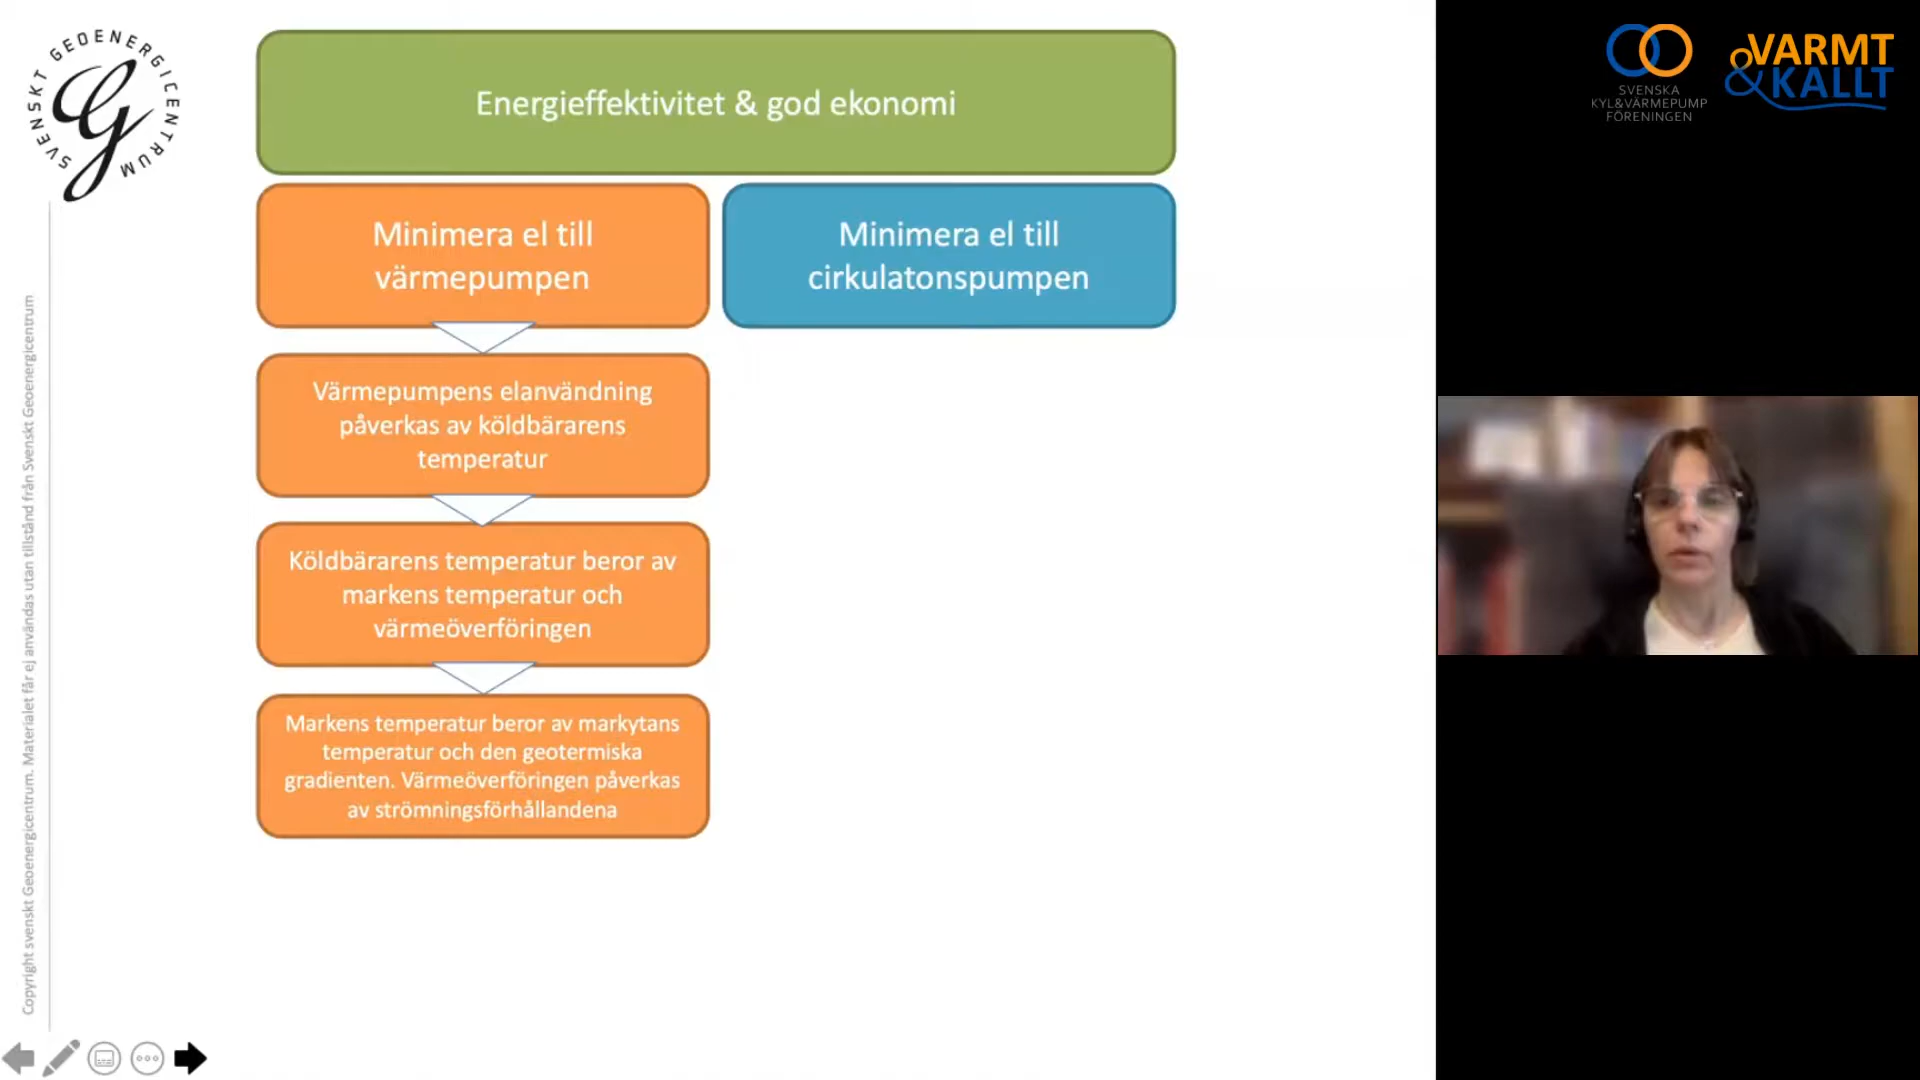 SVENSKT GEOENERGICENTRUM
Energieffektivitet & god ekonomi
Minimera el till
värmepumpen
Minimera el till
cirkulatonspumpen
Värmepumpens elanvändning
påverkas av köldbärarens
temperatur
Köldbärarens temperatur beror av
markens temperatur och
värmeöverföringen
Markens temperatur beror av markytans
temperatur och den geotermiska
gradienten. Värmeöverföringen påverkas
av strömningsförhållandena
Copyright svenskt Geoenergicentrum. Materialet får ej användas utan tillstånd från Svenskt Geoenergicentrum
SVENSKA
KYL&VÄRMEPUMP
FÖRENINGEN
VARMT
&KALLT